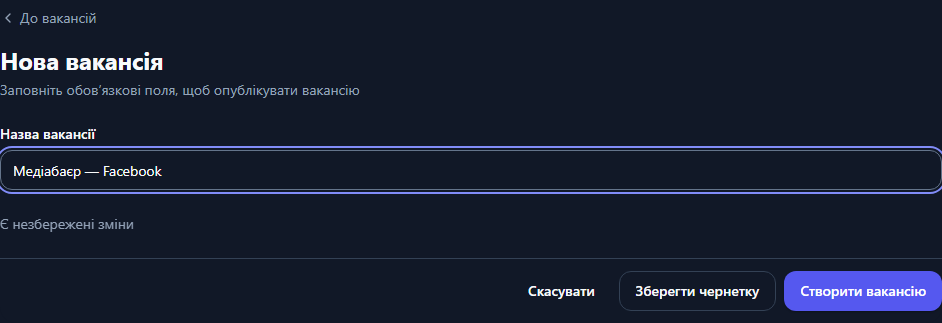 До вакансій
Нова вакансія
Заповніть обов’язкові поля, щоб опублікувати вакансію
Назва вакансії
Медіабаєр — Facebook
Є незбережені зміни
Скасувати
Зберегти чернетку
Створити вакансію